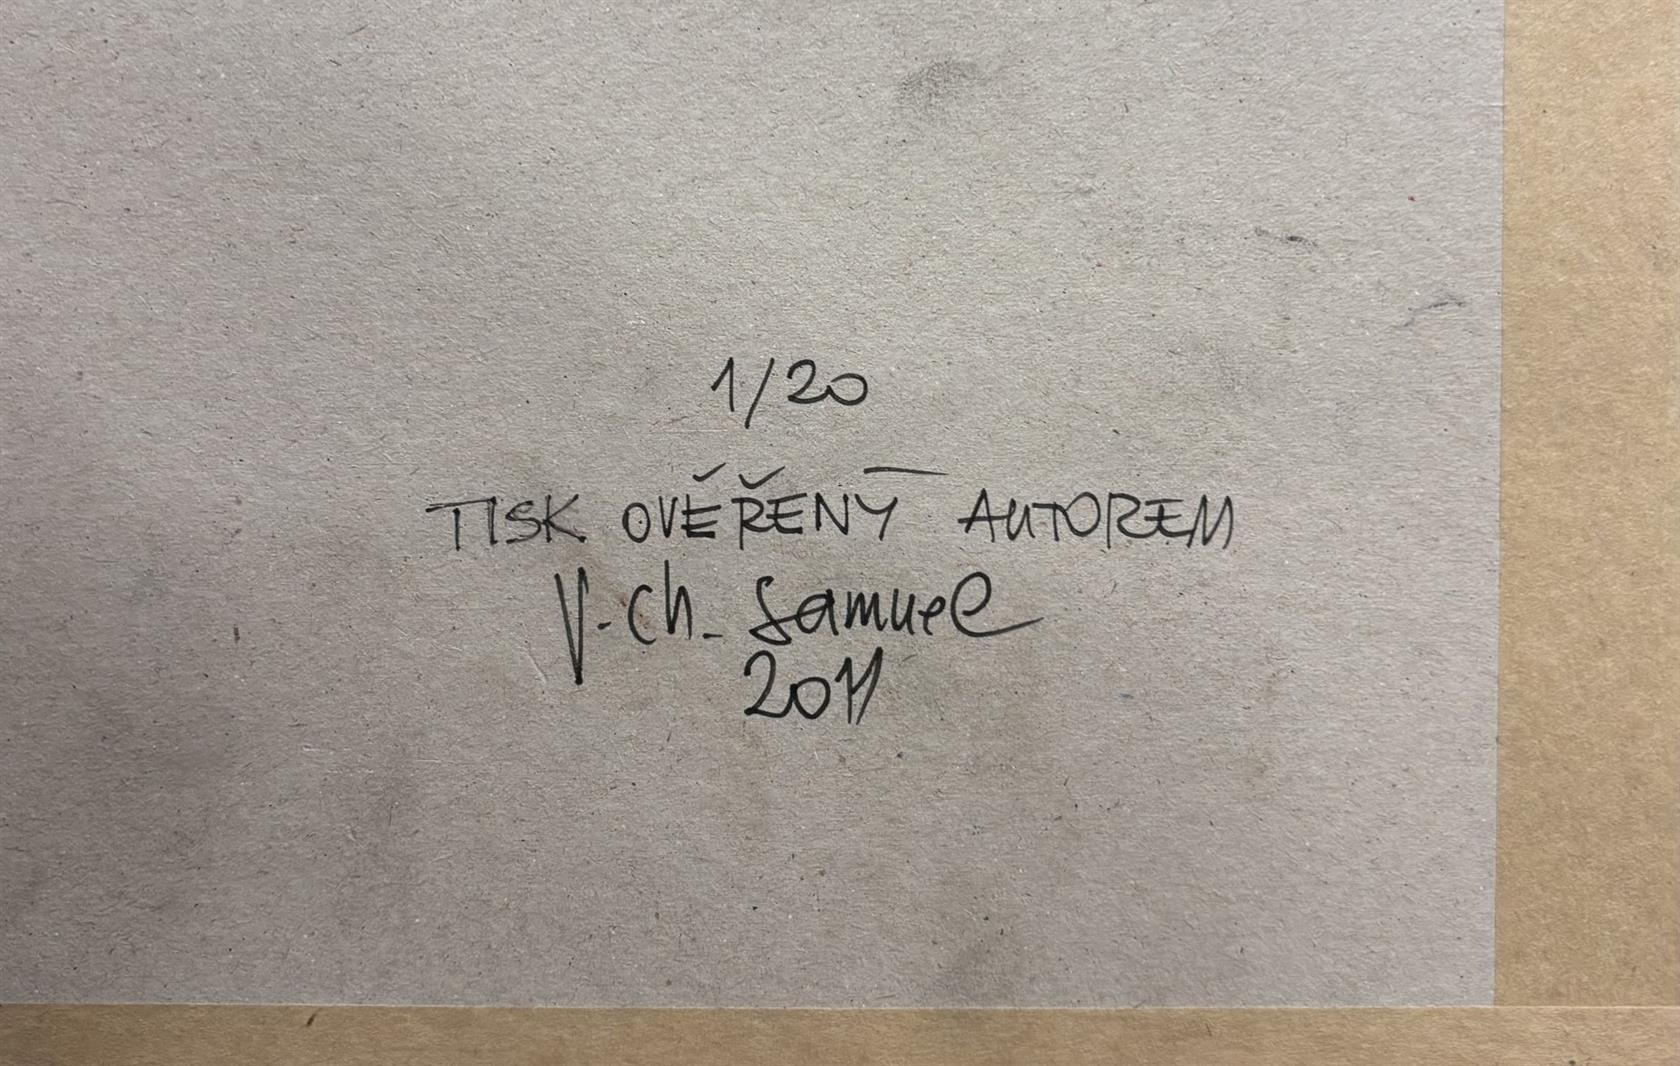 1/20
TISK OVĚŘENÝ AUTOREM
V. Ch. Samuel
2011